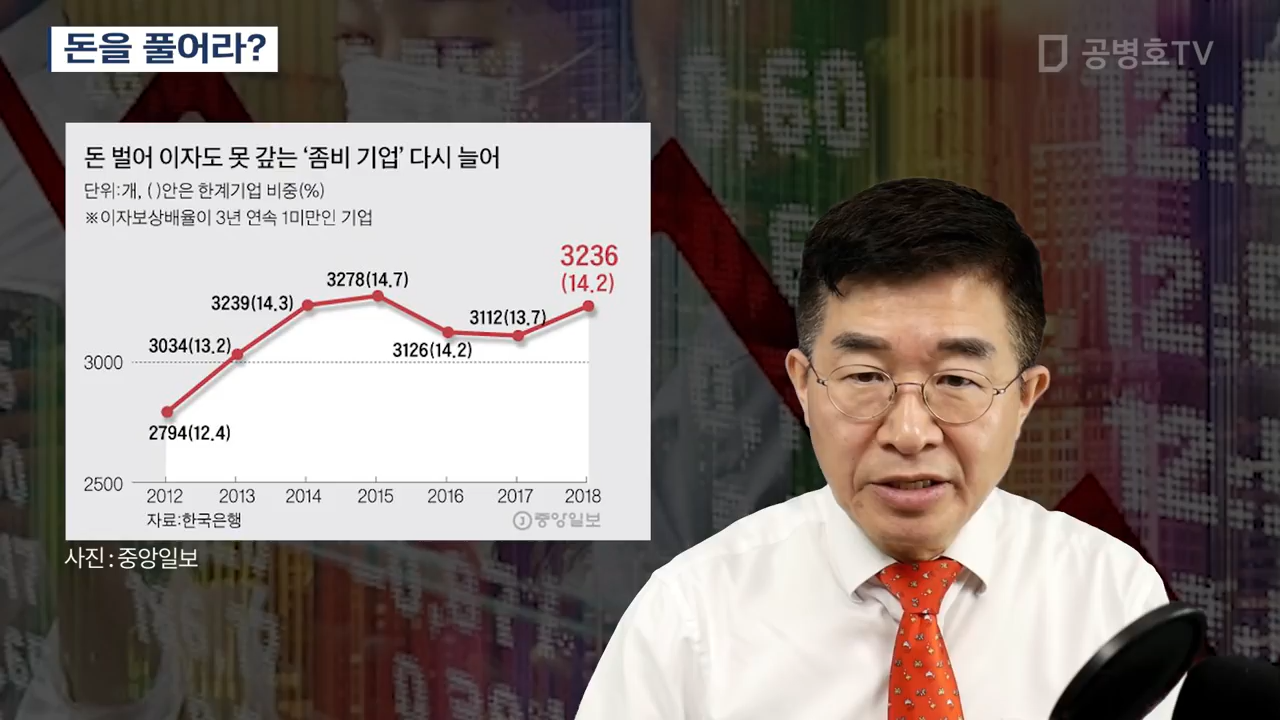 돈을 풀어라?
공병호TV
돈 벌어 이자도 못 갚는 ‘좀비 기업’ 다시 늘어
단위:개, ( )안은 한계기업 비중(%)
※이자보상배율이 3년 연속 1미만인 기업
3236
(14.2)
3278(14.7)
3239(14.3)
3112(13.7)
3034(13.2)
3126(14.2)
3000
2794(12.4)
2500
2012 2013 2014 2015 2016 2017 2018
자료:한국은행
중앙일보
사진 : 중앙일보
0.60